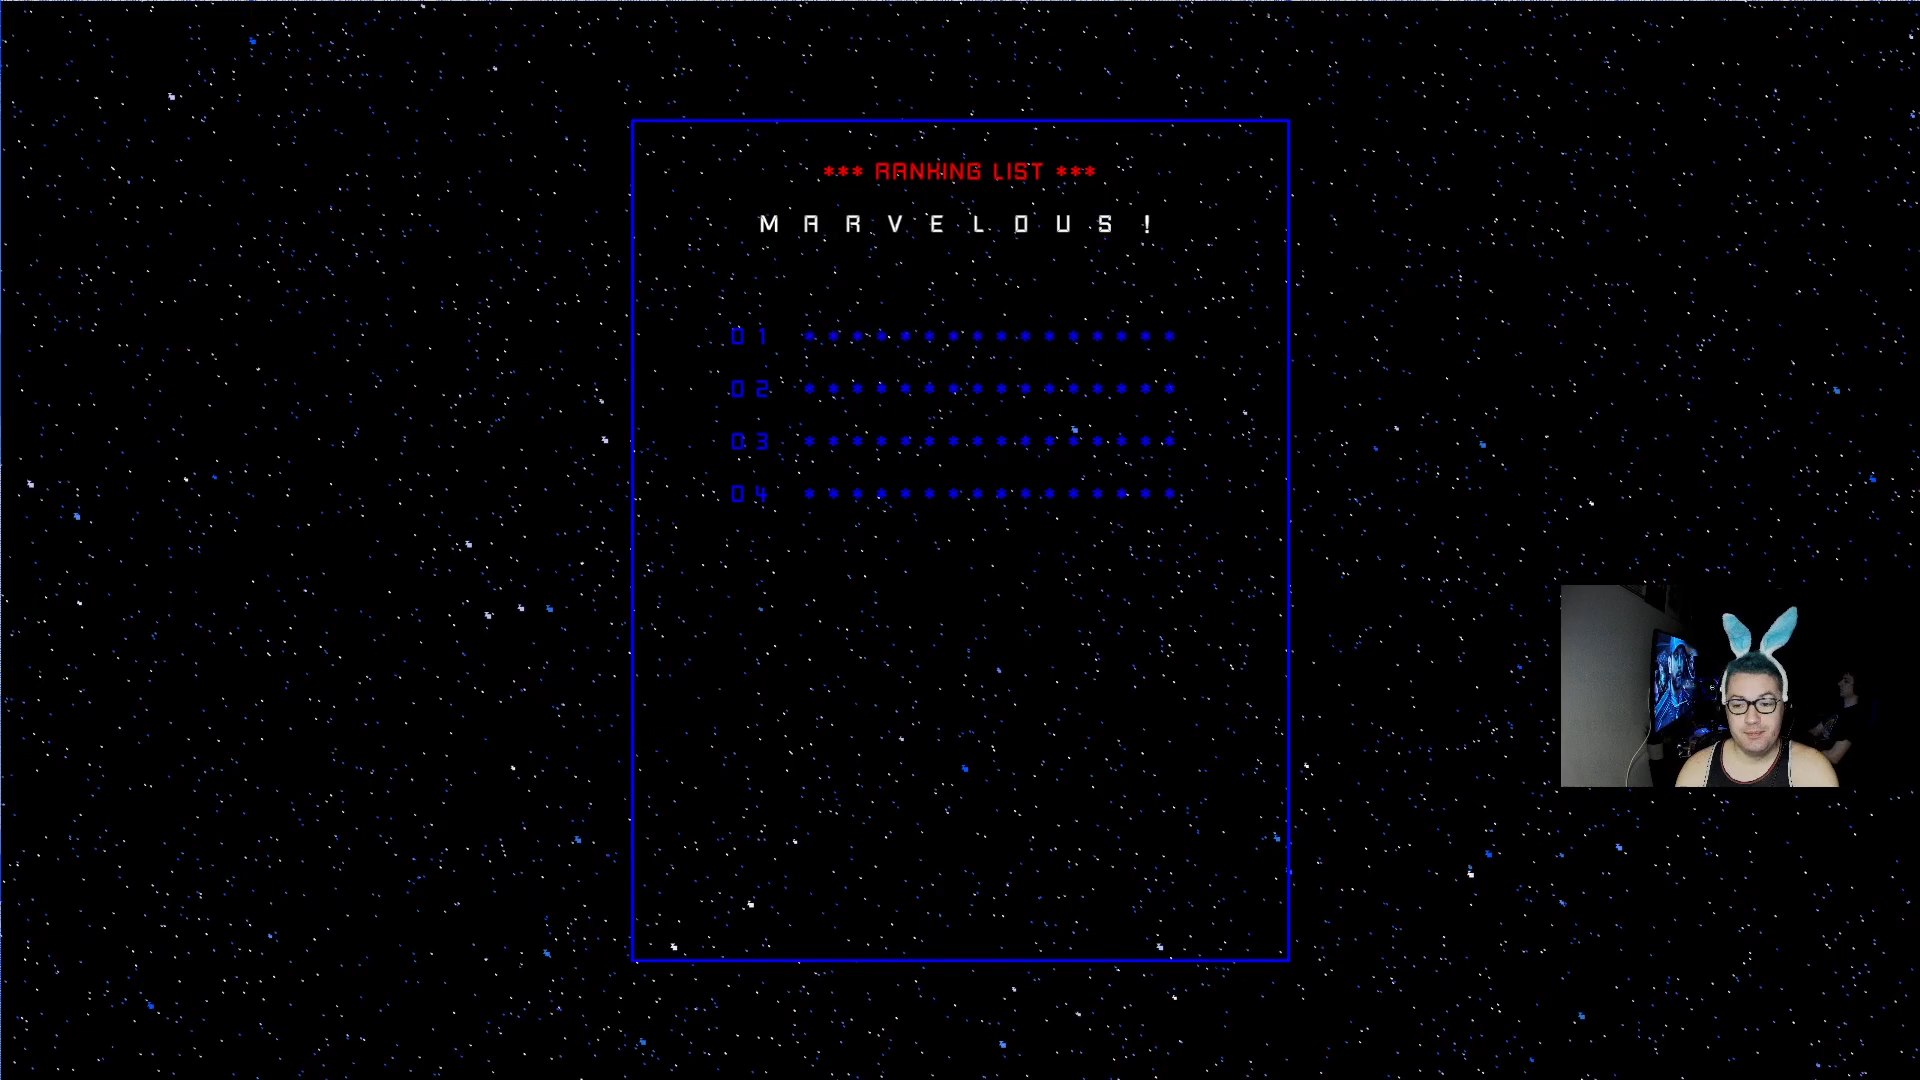 *** RANKING LIST ***
M A R V E L O U S !
0 1 * * * * * * * * * * * * * * * *
0 2 * * * * * * * * * * * * * * * *
0 3 * * * * * * * * * * * * * * * *
0 4 * * * * * * * * * * * * * * * *